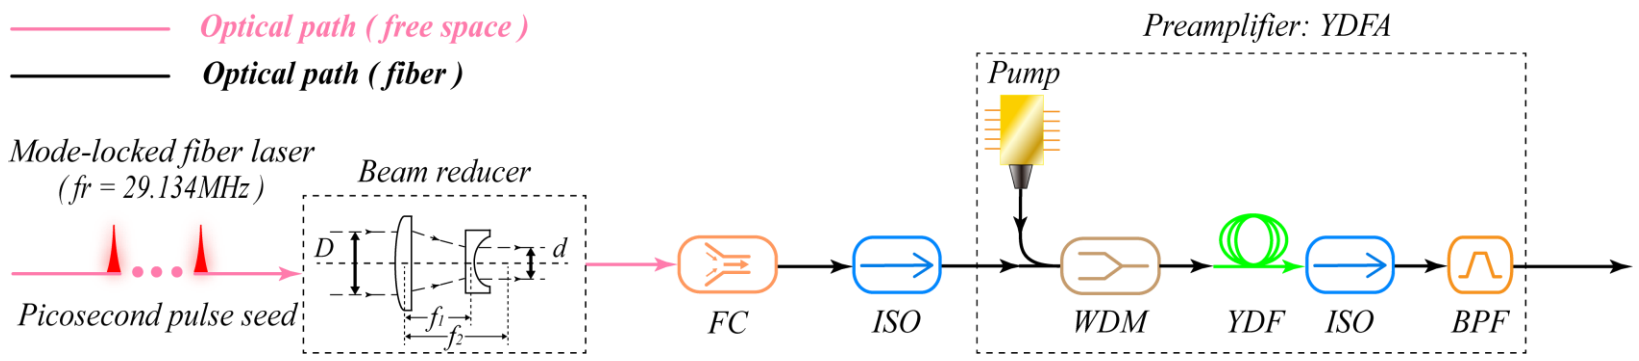 Optical path ( free space )
Optical path ( fiber )
Preamplifier: YDFA
Pump
Mode-locked fiber laser
( fr = 29.134MHz )
Beam reducer
D
d
f1
f2
Picosecond pulse seed
FC
ISO
WDM
YDF
ISO
BPF